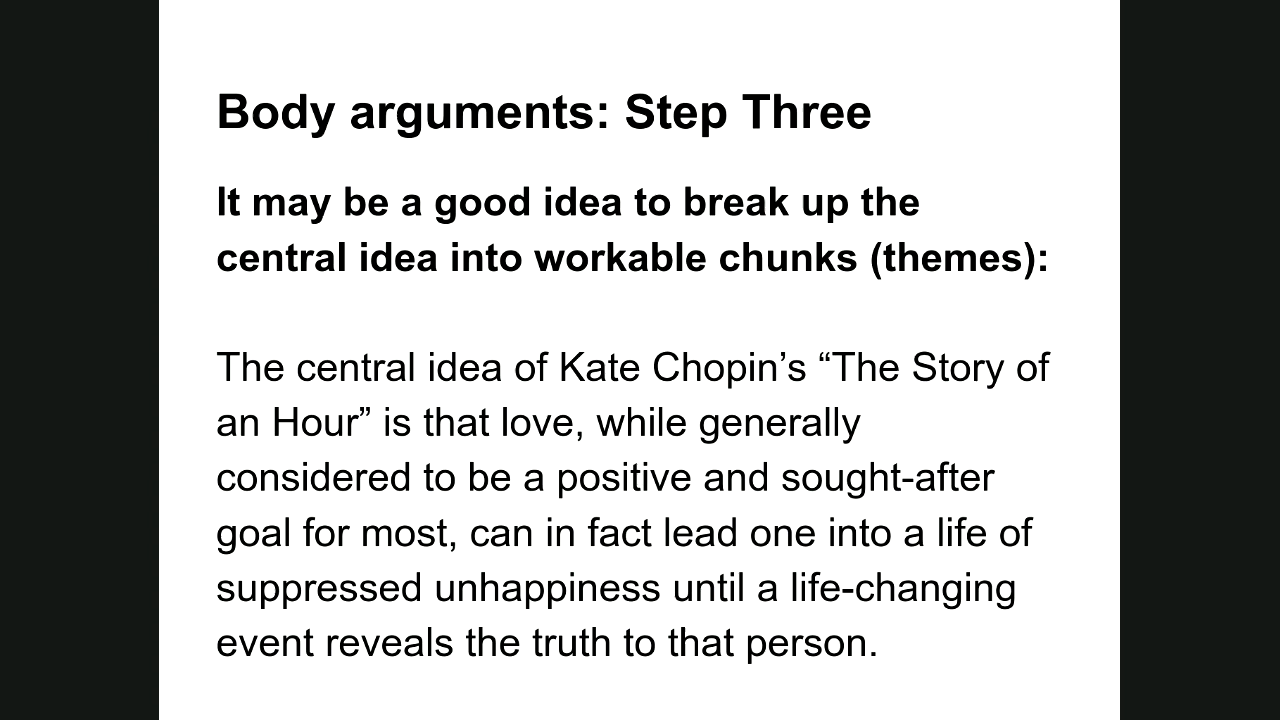 Body arguments: Step Three
It may be a good idea to break up the
central idea into workable chunks (themes):
The central idea of Kate Chopin’s “The Story of
an Hour” is that love, while generally
considered to be a positive and sought-after
goal for most, can in fact lead one into a life of
suppressed unhappiness until a life-changing
event reveals the truth to that person.